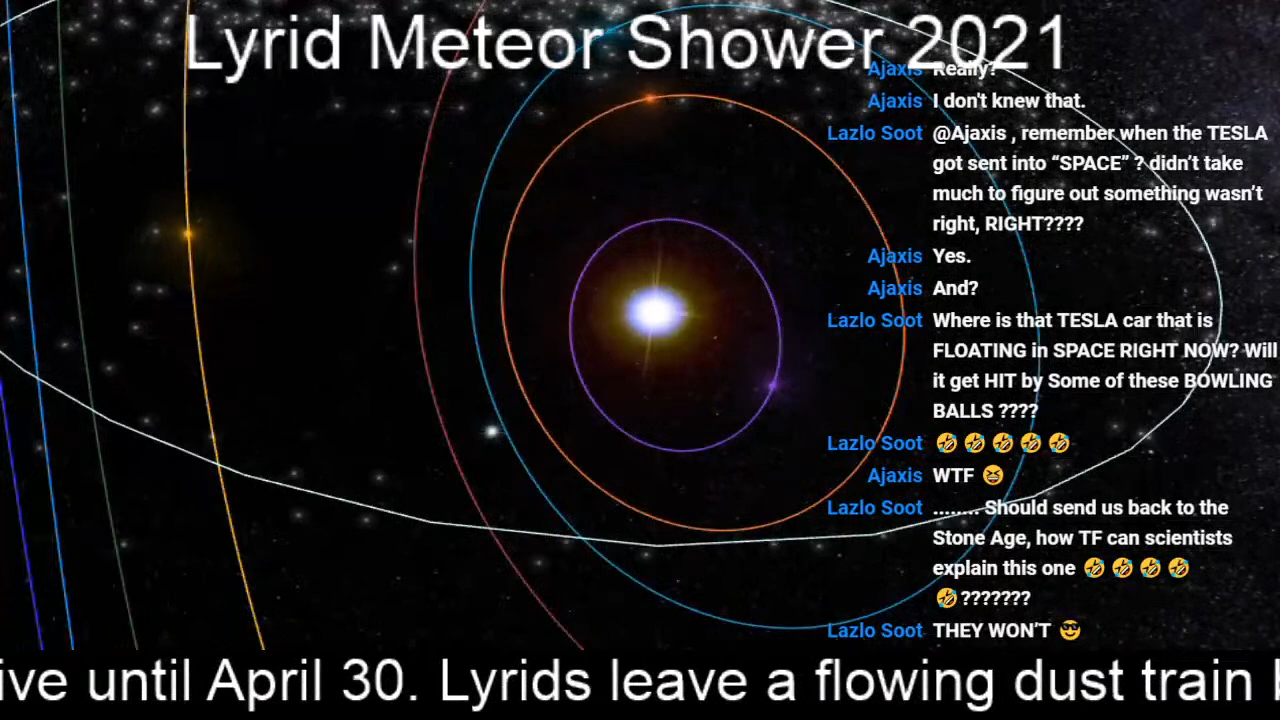 Lyrid Meteor Shower 2021
Ajaxis Really?
Ajaxis I don't knew that.
Lazlo Soot @Ajaxis , remember when the TESLA
got sent into “SPACE” ? didn’t take
much to figure out something wasn’t
right, RIGHT????
Ajaxis Yes.
Ajaxis And?
Lazlo Soot Where is that TESLA car that is
FLOATING in SPACE RIGHT NOW? Will
it get HIT by Some of these BOWLING
BALLS ????
Lazlo Soot 🤣 🤣 🤣 🤣 🤣
Ajaxis WTF 😆
Lazlo Soot ........ Should send us back to the
Stone Age, how TF can scientists
explain this one 🤣 🤣 🤣 🤣
🤣 ???????
Lazlo Soot THEY WON’T 😎
ive until April 30. Lyrids leave a flowing dust train